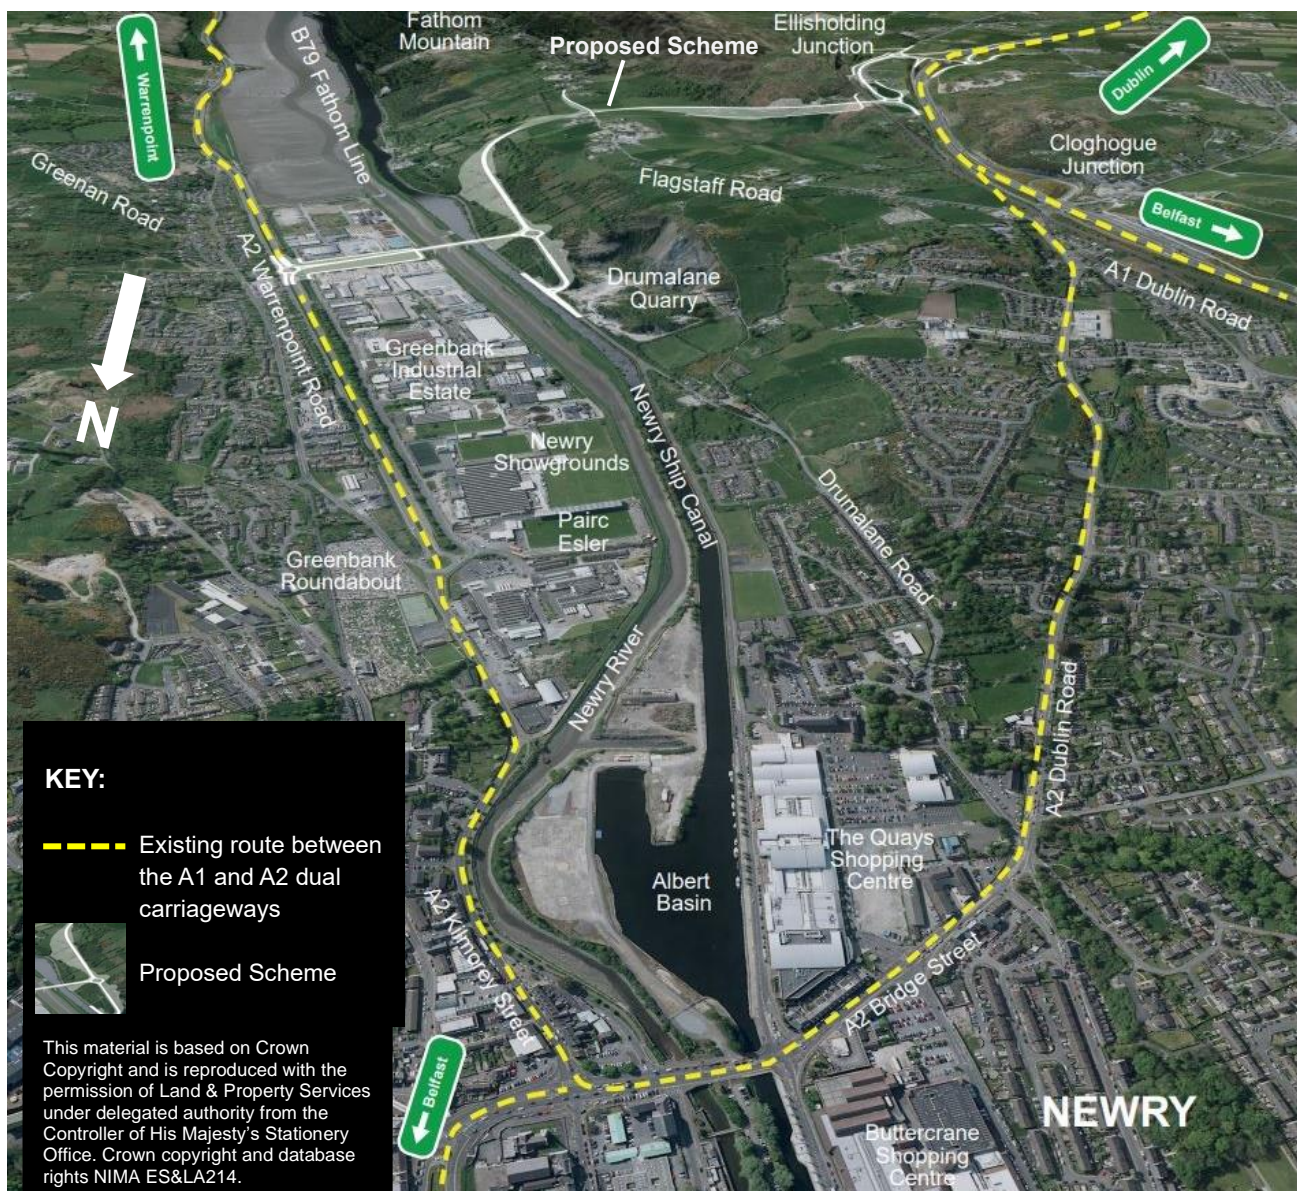 Fathom
Mountain
Ellisholding
Junction
Proposed Scheme
Warrenpoint
B79 Fathom Line
Dublin
Cloghogue
Junction
Greenan Road
Flagstaff Road
Belfast
A2 Warrenpoint Road
Drumalane
Quarry
A1 Dublin Road
N
Greenbank
Industrial
Estate
Newry Ship Canal
Newry
Showgrounds
Drumalane Road
Pairc
Esler
Greenbank
Roundabout
Newry River
A2 Dublin Road
The Quays
Shopping
Centre
Albert
Basin
A2 Kilmorey Street
A2 Bridge Street
Belfast
NEWRY
Buttercrane
Shopping
Centre
KEY:
Existing route between
the A1 and A2 dual
carriageways
Proposed Scheme
This material is based on Crown
Copyright and is reproduced with the
permission of Land & Property Services
under delegated authority from the
Controller of His Majesty's Stationery
Office. Crown copyright and database
rights NIMA ES&LA214.